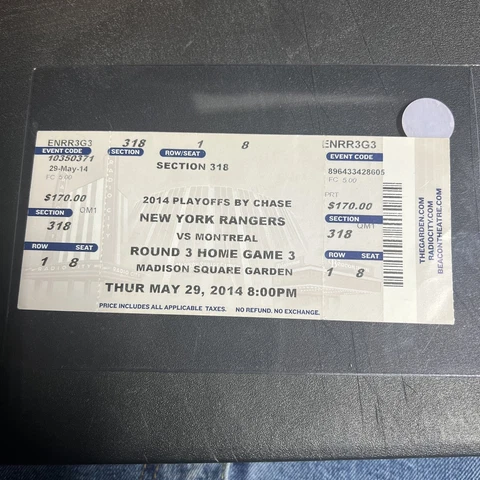 ENRR3G3
EVENT CODE
10350371
29-May-14
FC 5.00
$170.00
OM1
SECTION
318
ROW SEAT
1 8
318 1 8
SECTION ROW/SEAT
SECTION 318
2014 PLAYOFFS BY CHASE
NEW YORK RANGERS
VS MONTREAL
ROUND 3 HOME GAME 3
MADISON SQUARE GARDEN
THUR MAY 29, 2014 8:00PM
PRICE INCLUDES ALL APPLICABLE TAXES. NO REFUND. NO EXCHANGE.
ENRR3G3
EVENT CODE
896433428605
FC 5.00
PRT
$170.00
OM1
SECTION
318
ROW SEAT
1 8
THEGARDEN.COM
RADIOCITY.COM
BEACONTHEATRE.COM